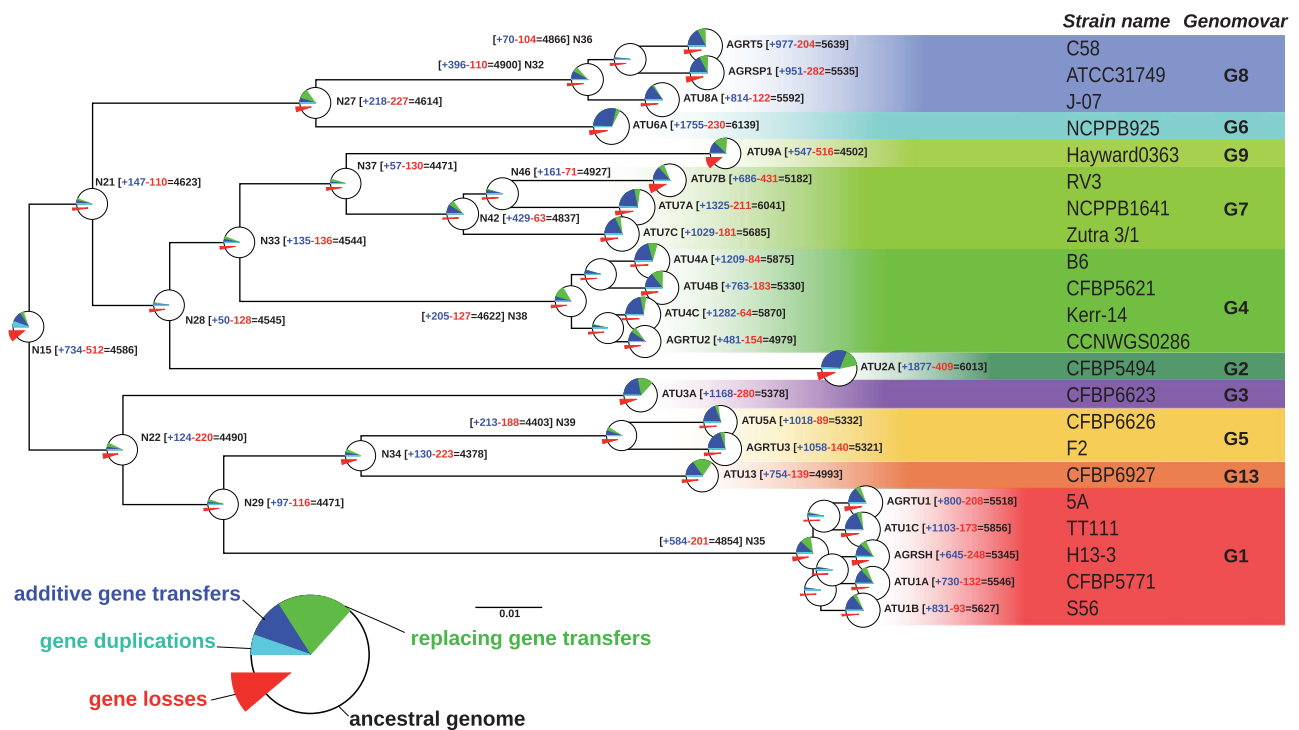 Strain name Genomovar
[+70-104=4866] N36
AGRT5 [+977-204=5639]
C58
[+396-110=4900] N32
AGRSP1 [+951-282=5535]
ATCC31749
G8
N27 [+218-227=4614]
ATU8A [+814-122=5592]
J-07
ATU6A [+1755-230=6139]
NCPPB925
G6
N37 [+57-130=4471]
ATU9A [+547-516=4502]
Hayward0363
G9
N21 [+147-110=4623]
N46 [+161-71=4927]
ATU7B [+686-431=5182]
RV3
ATU7A [+1325-211=6041]
NCPPB1641
G7
N42 [+429-63=4837]
ATU7C [+1029-181=5685]
Zutra 3/1
N33 [+135-136=4544]
ATU4A [+1209-84=5875]
B6
ATU4B [+763-183=5330]
CFBP5621
N28 [+50-128=4545]
[+205-127=4622] N38
ATU4C [+1282-64=5870]
Kerr-14
G4
N15 [+734-512=4586]
AGRTU2 [+481-154=4979]
CCNWGS0286
ATU2A [+1877-409=6013]
CFBP5494
G2
ATU3A [+1168-280=5378]
CFBP6623
G3
[+213-188=4403] N39
ATU5A [+1018-89=5332]
CFBP6626
N22 [+124-220=4490]
AGRTU3 [+1058-140=5321]
F2
G5
N34 [+130-223=4378]
ATU13 [+754-139=4993]
CFBP6927
G13
N29 [+97-116=4471]
AGRTU1 [+800-208=5518]
5A
ATU1C [+1103-173=5856]
TT111
[+584-201=4854] N35
AGRSH [+645-248=5345]
H13-3
G1
ATU1A [+730-132=5546]
CFBP5771
ATU1B [+831-93=5627]
S56
additive gene transfers
0.01
gene duplications
replacing gene transfers
gene losses
ancestral genome